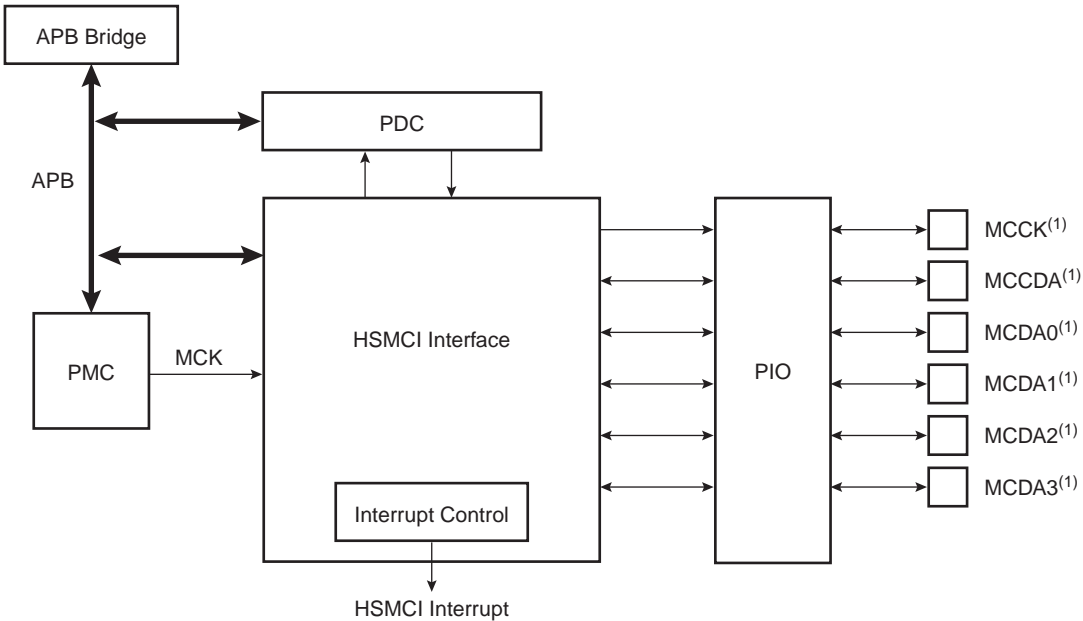 APB Bridge
PDC
APB
MCCK(1)
MCCDA(1)
HSMCI Interface
MCDA0(1)
PMC
MCK
PIO
MCDA1(1)
MCDA2(1)
MCDA3(1)
Interrupt Control
HSMCI Interrupt